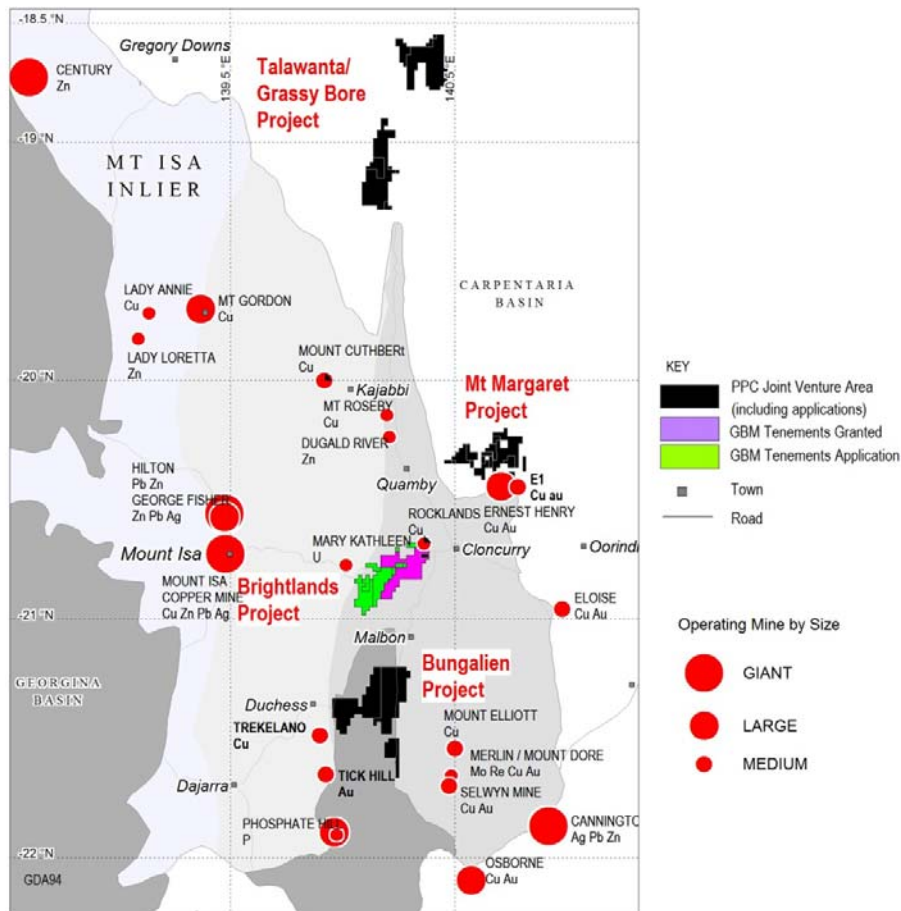 -18.5 °N
Gregory Downs
CENTURY
Zn
139.5 °E
140.5 °E
Talawanta/
Grassy Bore
Project
-19 °N
MT ISA
INLIER
CARPENTARIA
BASIN
LADY ANNIE
Cu
MT GORDON
Cu
LADY LORETTA
Zn
MOUNT CUTHBERt
Cu
-20 °N
Kajabbi
Mt Margaret
Project
MT ROSEBY
Cu
DUGALD RIVER
Zn
Quamby
HILTON
Pb Zn
GEORGE FISHER
Zn Pb Ag
E1
Cu au
ROCKLANDS
Cu
ERNEST HENRY
Cu Au
MARY KATHLEEN
U
Cloncurry
Oorindi
Mount Isa
MOUNT ISA
COPPER MINE
Cu Zn Pb Ag
Brightlands
Project
ELOISE
Cu Au
-21 °N
Malbon
GEORGINA
BASIN
Bungalien
Project
Duchess
TREKELANO
Cu
MOUNT ELLIOTT
Cu
MERLIN / MOUNT DORE
Mo Re Cu Au
TICK HILL
Au
Dajarra
SELWYN MINE
Cu Au
PHOSPHATE HILL
P
CANNINGTO
Ag Pb Zn
-22 °N
OSBORNE
Cu Au
GDA94
KEY
PPC Joint Venture Area
(including applications)
GBM Tenements Granted
GBM Tenements Application
Town
Road
Operating Mine by Size
GIANT
LARGE
MEDIUM